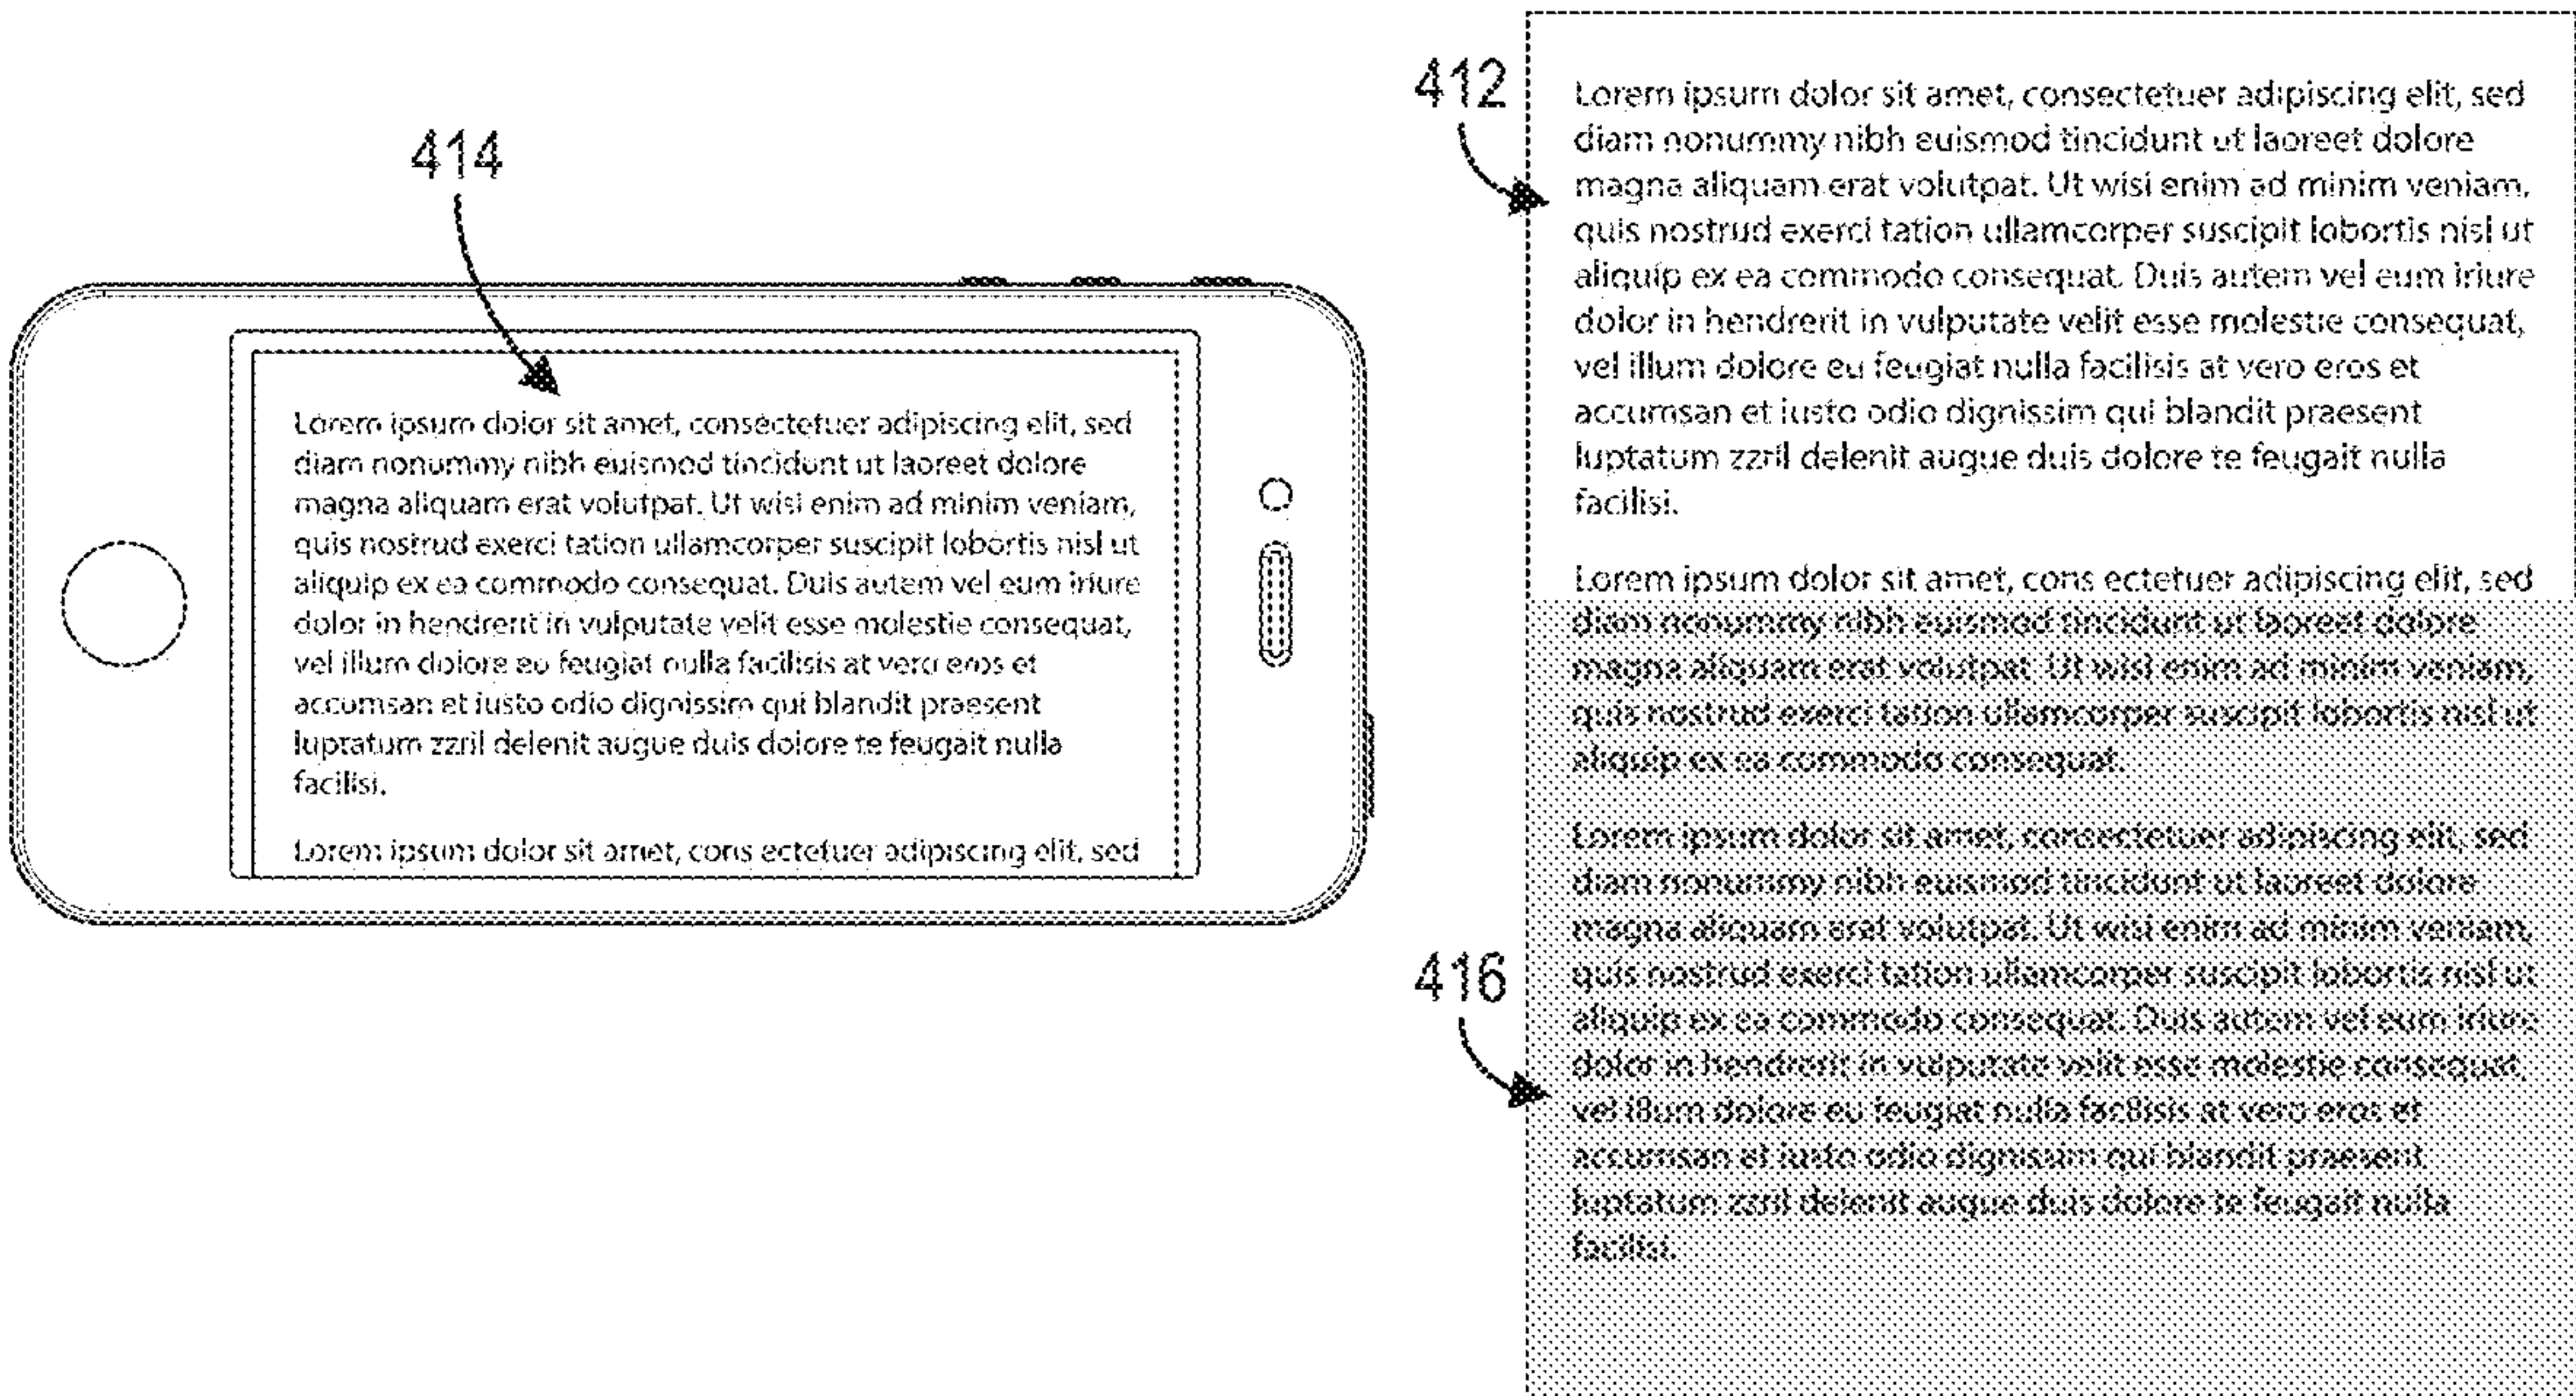 414
Lorem ipsum dolor sit amet, consectetuer adipiscing elit, sed
diam nonummy nibh euismod tincidunt ut laoreet dolore
magna aliquam erat volutpat. Ut wisi enim ad minim veniam,
quis nostrud exerci tation ullamcorper suscipit lobortis nisl ut
aliquip ex ea commodo consequat. Duis autem vel eum iriure
dolor in hendrerit in vulputate velit esse molestie consequat,
vel illum dolore eu feugiat nulla facilisis at vero eros et
accumsan et iusto odio dignissim qui blandit praesent
luptatum zzril delenit augue duis dolore te feugait nulla
facilisi.
Lorem ipsum dolor sit amet, cons ectetuer adipiscing elit, sed
412
Lorem ipsum dolor sit amet, consectetuer adipiscing elit, sed
diam nonummy nibh euismod tincidunt ut laoreet dolore
magna aliquam erat volutpat. Ut wisi enim ad minim veniam,
quis nostrud exerci tation ullamcorper suscipit lobortis nisl ut
aliquip ex ea commodo consequat. Duis autem vel eum iriure
dolor in hendrerit in vulputate velit esse molestie consequat,
vel illum dolore eu feugiat nulla facilisis at vero eros et
accumsan et iusto odio dignissim qui blandit praesent
luptatum zzril delenit augue duis dolore te feugait nulla
facilisi.
Lorem ipsum dolor sit amet, cons ectetuer adipiscing elit, sed
diam nonummy nibh euismod tincidunt ut laoreet dolore
magna aliquam erat volutpat. Ut wisi enim ad minim veniam,
quis nostrud exerci tation ullamcorper suscipit lobortis nisl ut
aliquip ex ea commodo consequat.
416
Lorem ipsum dolor sit amet, consectetuer adipiscing elit, sed
diam nonummy nibh euismod tincidunt ut laoreet dolore
magna aliquam erat volutpat. Ut wisi enim ad minim veniam,
quis nostrud exerci tation ullamcorper suscipit lobortis nisl ut
aliquip ex ea commodo consequat. Duis autem vel eum iriure
dolor in hendrerit in vulputate velit esse molestie consequat,
vel illum dolore eu feugiat nulla facilisis at vero eros et
accumsan et iusto odio dignissim qui blandit praesent
luptatum zzril delenit augue duis dolore te feugait nulla
facilisi.